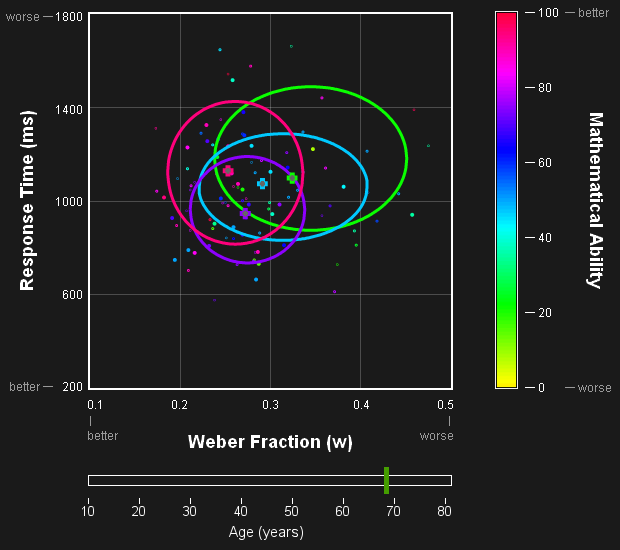 worse
1800
1400
1000
600
better
200
Response Time (ms)
0.1
0.2
0.3
0.4
0.5
better
worse
Weber Fraction (w)
100
better
80
60
40
20
0
worse
Mathematical Ability
10
20
30
40
50
60
70
80
Age (years)